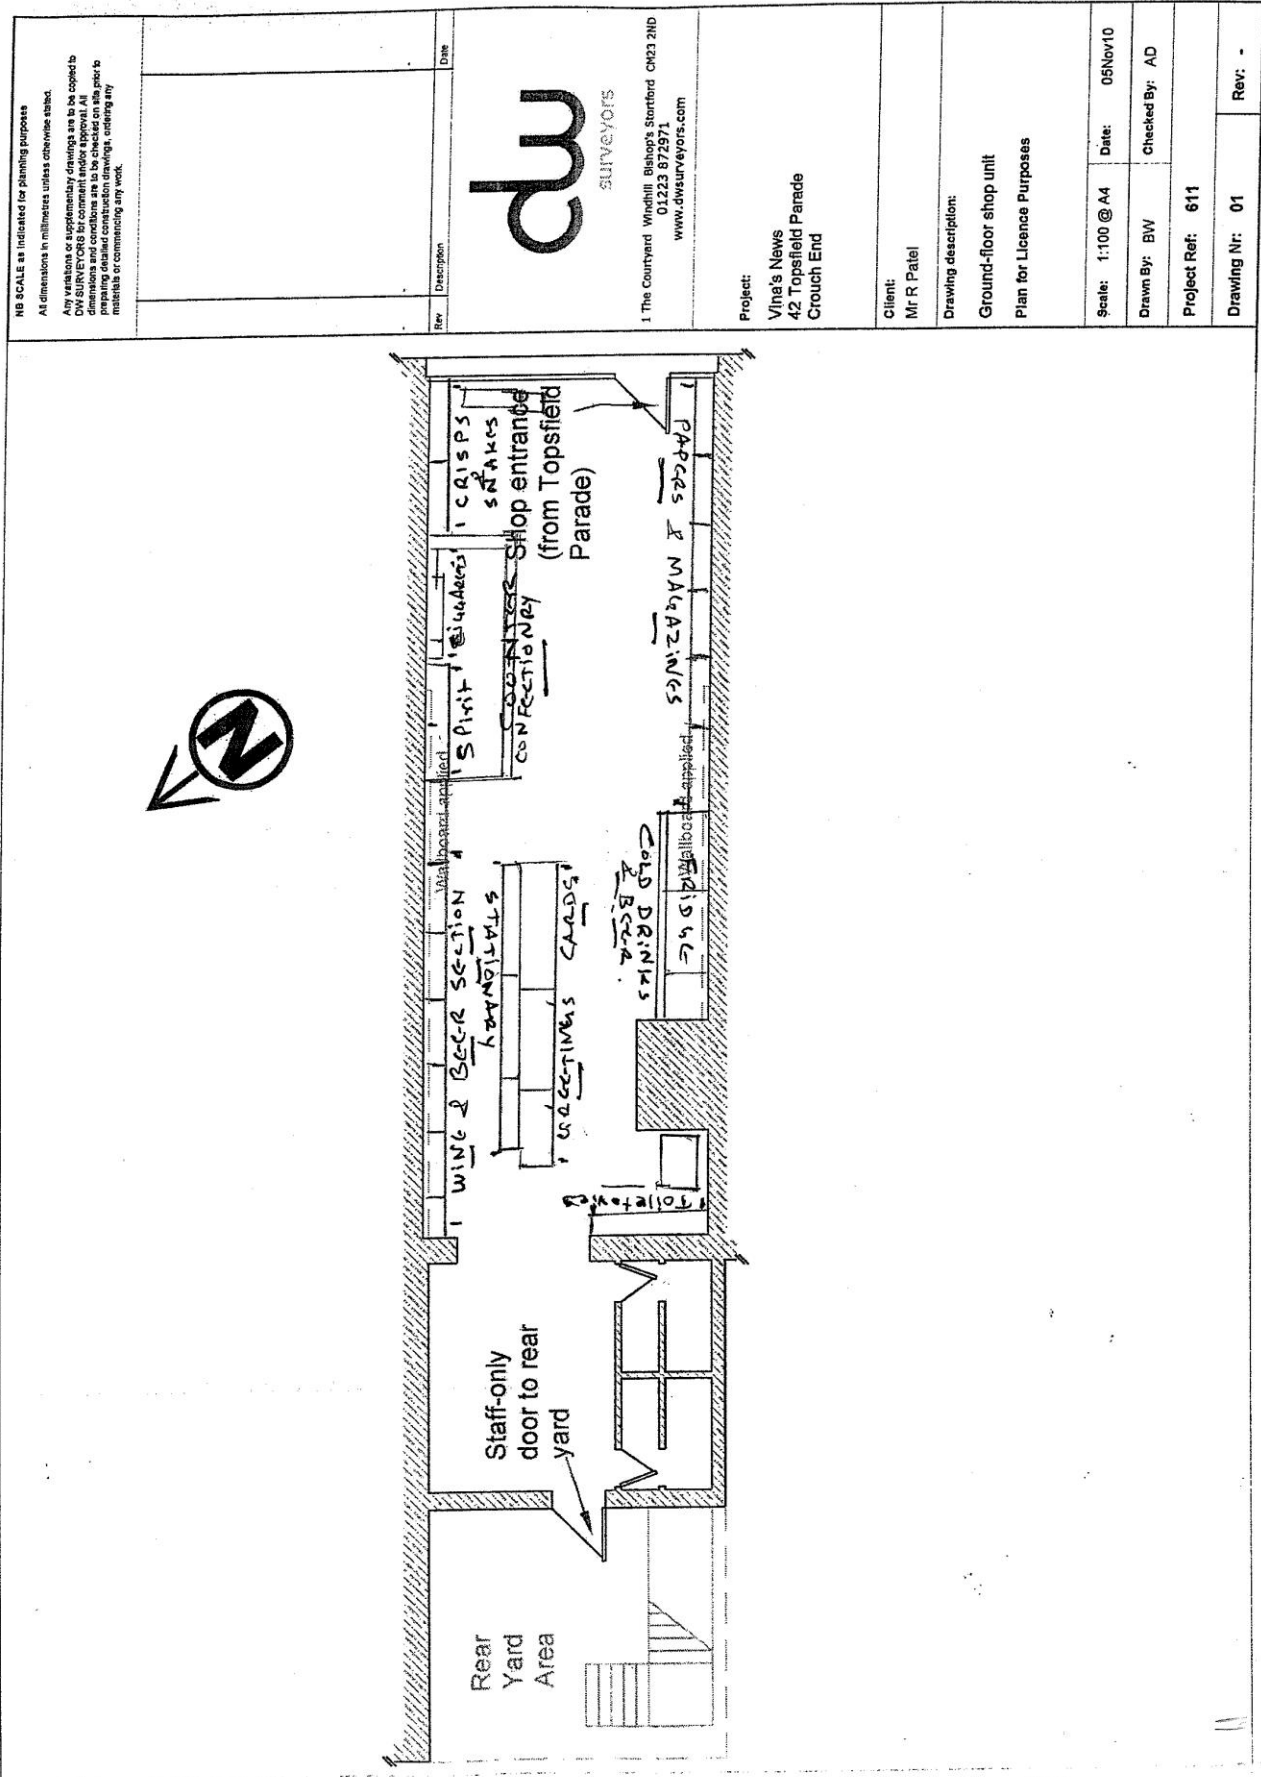 NB SCALE as indicated for planning purposes
All dimensions in millimetres unless otherwise stated.
Any variations or supplementary drawings are to be copied to
DW SURVEYORS for comment and/or approval. All
dimensions and conditions are to be checked on site prior to
preparing detailed construction drawings, ordering any
materials or commencing any work.
Rev Description Date
dw
surveyors
1 The Courtyard Windhill Bishop's Stortford CM23 2ND
01223 872971
www.dwsurveyors.com
Project:
Vina's News
42 Topsfield Parade
Crouch End
Client:
Mr R Patel
Drawing description:
Ground-floor shop unit
Plan for Licence Purposes
Scale: 1:100 @ A4 Date: 05Nov10
Drawn By: BW Checked By: AD
Project Ref: 611
Drawing Nr: 01 Rev: -
N
Rear
Yard
Area
Staff-only
door to rear
yard
WINE & BEER SECTION
Wallboard applied
STATIONARY
GREETINGS CARDS
SPirit
COUNTER
CONFECTIONRY
CRISPS
&
SNAKES
Shop entrance
(from Topsfield
Parade)
PAPERS & MAGAZINES
Wallboard applied
FRIDGE
COLD DRINKS
& BEER.